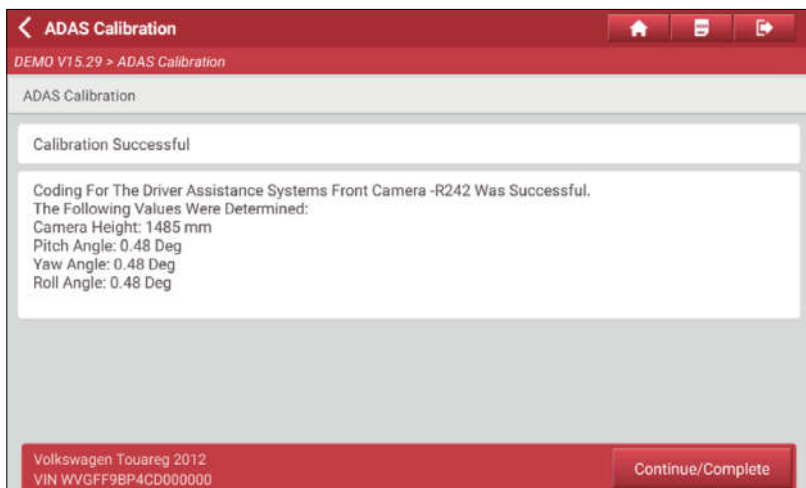 ADAS Calibration
DEMO V15.29 > ADAS Calibration
ADAS Calibration
Calibration Successful
Coding For The Driver Assistance Systems Front Camera -R242 Was Successful.
The Following Values Were Determined:
Camera Height: 1485 mm
Pitch Angle: 0.48 Deg
Yaw Angle: 0.48 Deg
Roll Angle: 0.48 Deg
Volkswagen Touareg 2012
VIN WVGFF9BP4CD000000
Continue/Complete